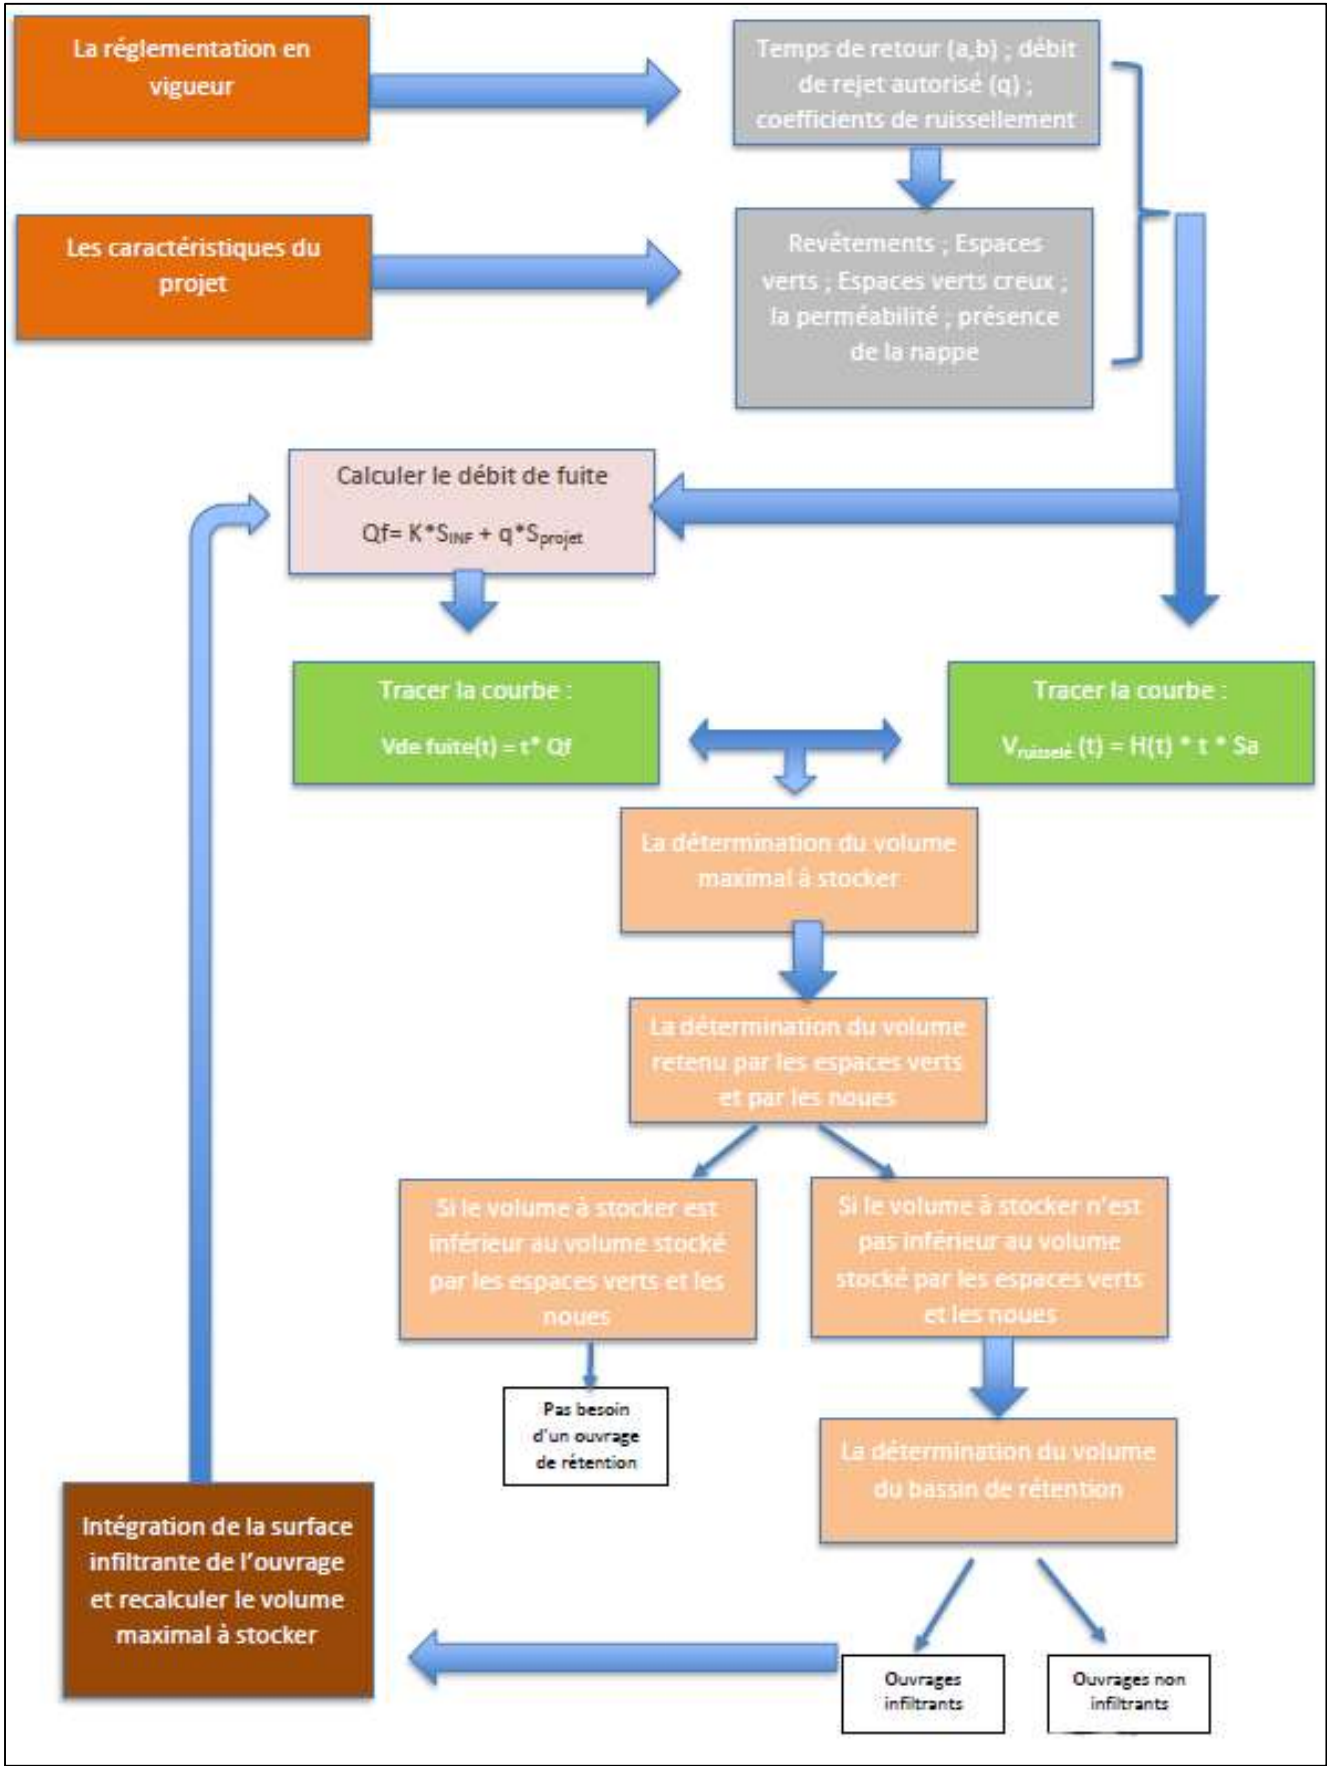 La réglementation en
vigueur
Temps de retour (a,b) ; débit
de rejet autorisé (q) ;
coefficients de ruissellement
Les caractéristiques du
projet
Revêtements ; Espaces
verts ; Espaces verts creux ;
la perméabilité ; présence
de la nappe
Calculer le débit de fuite
Qf= K*S_INF + q*S_projet
Tracer la courbe :
Vde fuite(t) = t* Qf
Tracer la courbe :
V_ruisselé (t) = H(t) * t * Sa
La détermination du volume
maximal à stocker
La détermination du volume
retenu par les espaces verts
et par les noues
Si le volume à stocker est
inférieur au volume stocké
par les espaces verts et les
noues
Si le volume à stocker n'est
pas inférieur au volume
stocké par les espaces verts
et les noues
Pas besoin
d'un ouvrage
de rétention
La détermination du volume
du bassin de rétention
Intégration de la surface
infiltrante de l'ouvrage
et recalculer le volume
maximal à stocker
Ouvrages
infiltrants
Ouvrages non
infiltrants